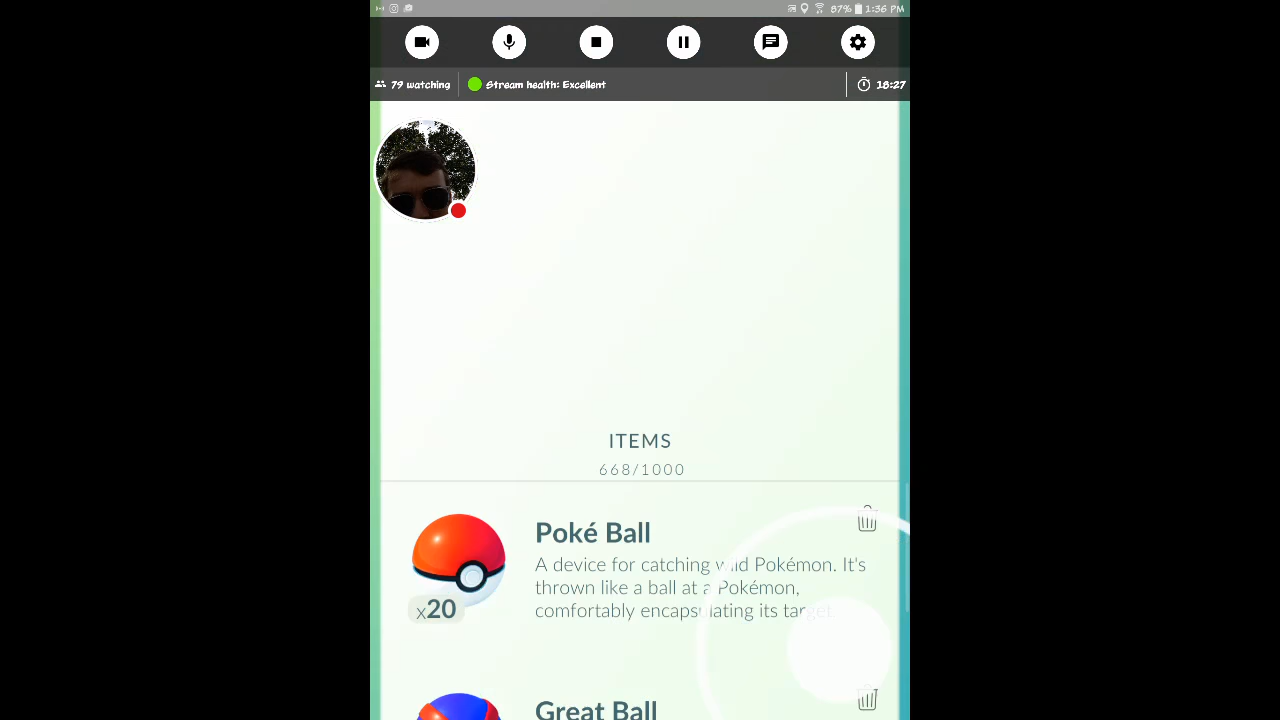 87% 1:36 PM
79 watching
Stream health: Excellent
18:27
ITEMS
668/1000
Poké Ball
A device for catching wild Pokémon. It's
thrown like a ball at a Pokémon,
comfortably encapsulating its target
x20
Great Ball